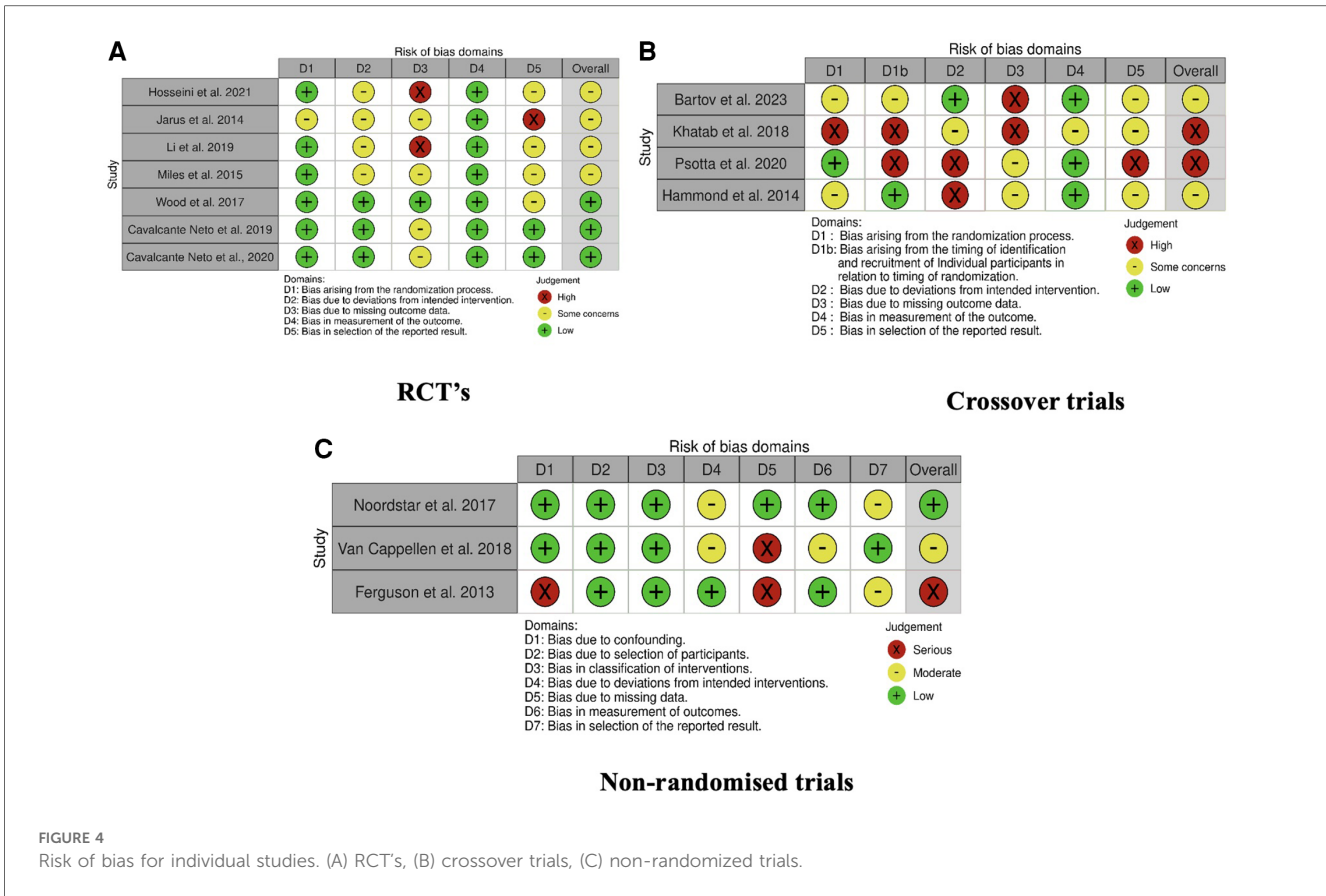 A
Risk of bias domains
D1 D2 D3 D4 D5 Overall
Study
Hosseini et al. 2021 + - X + - -
Jarus et al. 2014 - - - + X -
Li et al. 2019 + - X + - -
Miles et al. 2015 + - - + - -
Wood et al. 2017 + + + + - +
Cavalcante Neto et al. 2019 + + - + + +
Cavalcante Neto et al., 2020 + + - + + +
Domains:
D1: Bias arising from the randomization process.
D2: Bias due to deviations from intended intervention.
D3: Bias due to missing outcome data.
D4: Bias in measurement of the outcome.
D5: Bias in selection of the reported result.
Judgement
X High
- Some concerns
+ Low
RCT's
B
Risk of bias domains
D1 D1b D2 D3 D4 D5 Overall
Study
Bartov et al. 2023 - - + X + - -
Khatab et al. 2018 X X - X - - X
Psotta et al. 2020 + X X - + X X
Hammond et al. 2014 - + X - + - -
Domains:
D1 : Bias arising from the randomization process.
D1b: Bias arising from the timing of identification
and recruitment of Individual participants in
relation to timing of randomization.
D2 : Bias due to deviations from intended intervention.
D3 : Bias due to missing outcome data.
D4 : Bias in measurement of the outcome.
D5 : Bias in selection of the reported result.
Judgement
X High
- Some concerns
+ Low
Crossover trials
C
Risk of bias domains
D1 D2 D3 D4 D5 D6 D7 Overall
Study
Noordstar et al. 2017 + + + - + + - +
Van Cappellen et al. 2018 + + + - X - + -
Ferguson et al. 2013 X + + + X + - X
Domains:
D1: Bias due to confounding.
D2: Bias due to selection of participants.
D3: Bias in classification of interventions.
D4: Bias due to deviations from intended interventions.
D5: Bias due to missing data.
D6: Bias in measurement of outcomes.
D7: Bias in selection of the reported result.
Judgement
X Serious
- Moderate
+ Low
Non-randomised trials
FIGURE 4
Risk of bias for individual studies. (A) RCT's, (B) crossover trials, (C) non-randomized trials.